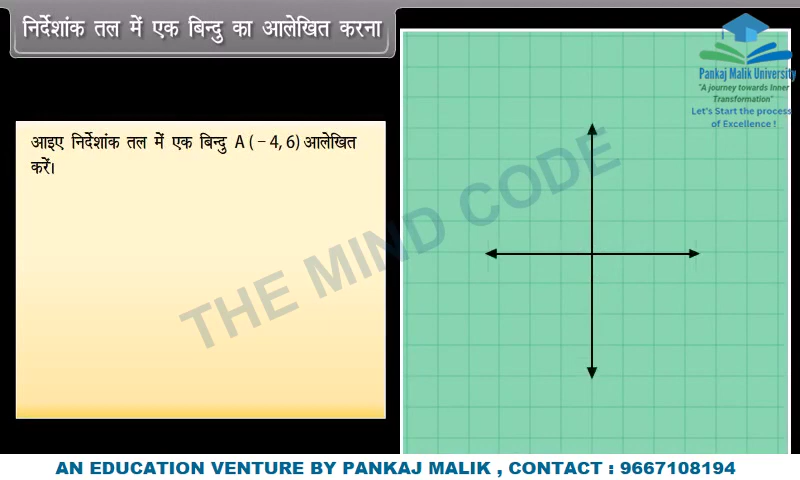 निर्देशांक तल में एक बिन्दु का आलेखित करना
Pankaj Malik University
"A journey towards Inner
Transformation"
Let's Start the process
of Excellence !
आइए निर्देशांक तल में एक बिन्दु A (– 4, 6) आलेखित
करें।
THE MIND CODE
AN EDUCATION VENTURE BY PANKAJ MALIK , CONTACT : 9667108194